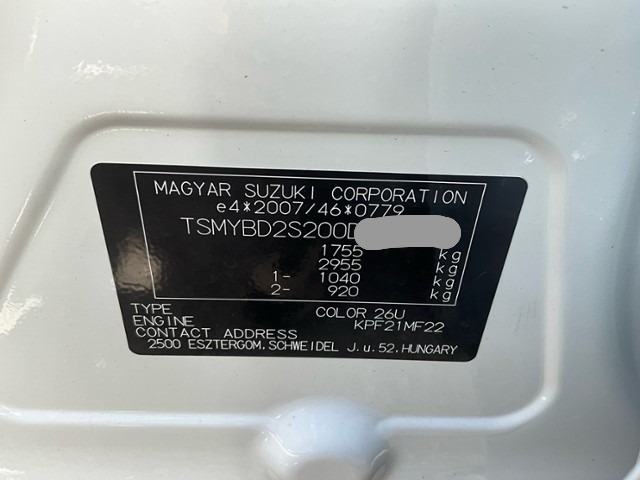 MAGYAR SUZUKI CORPORATION
e4*2007/46*0779
TSMYBD2S200D
1755 kg
2955 kg
1- 1040 kg
2- 920 kg
TYPE COLOR 26U
ENGINE KPF21MF22
CONTACT ADDRESS
2500 ESZTERGOM, SCHWEIDEL J.u.52. HUNGARY